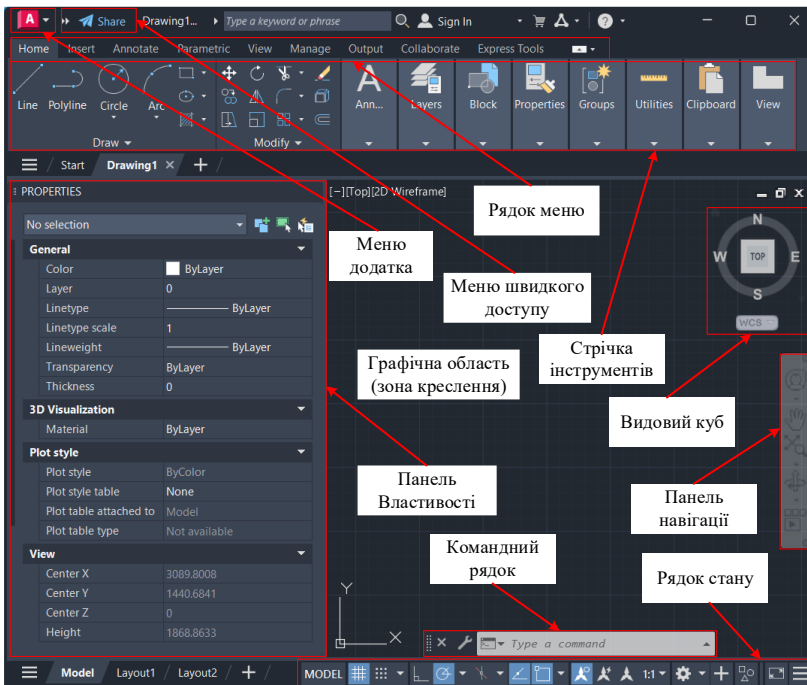 A Share Drawing1... Type a keyword or phrase Sign In
Home Insert Annotate Parametric View Manage Output Collaborate Express Tools
Line Polyline Circle Arc
Draw Modify
Ann... Layers Block Properties Groups Utilities Clipboard View
Start Drawing1
PROPERTIES
No selection
General
Color ByLayer
Layer 0
Linetype ByLayer
Linetype scale 1
Lineweight ByLayer
Transparency ByLayer
Thickness 0
3D Visualization
Material ByLayer
Plot style
Plot style ByColor
Plot style table None
Plot table attached to Model
Plot table type Not available
View
Center X 3089.8008
Center Y 1440.6841
Center Z 0
Height 1868.8633
[−][Top][2D Wireframe]
Рядок меню
Меню
додатка
Меню швидкого
доступу
Графічна область
(зона креслення)
Стрічка
інструментів
N
W TOP E
S
WCS
Видовий куб
Панель
Властивості
Панель
навігації
Командний
рядок
Рядок стану
Y
X
Type a command
Model Layout1 Layout2
MODEL 1:1